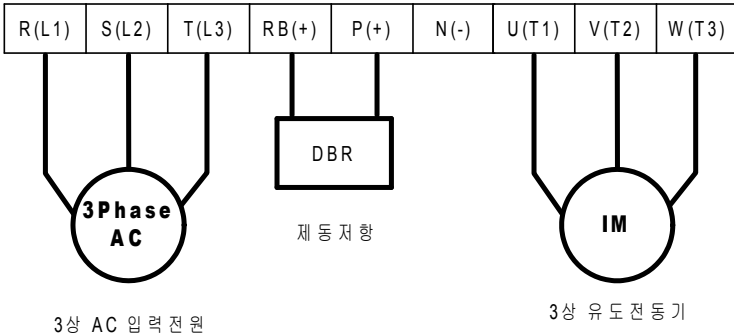 R(L1) S(L2) T(L3) RB(+) P(+) N(-) U(T1) V(T2) W(T3)
DBR
3Phase
AC
IM
제동저항
3상 AC 입력전원
3상 유도전동기